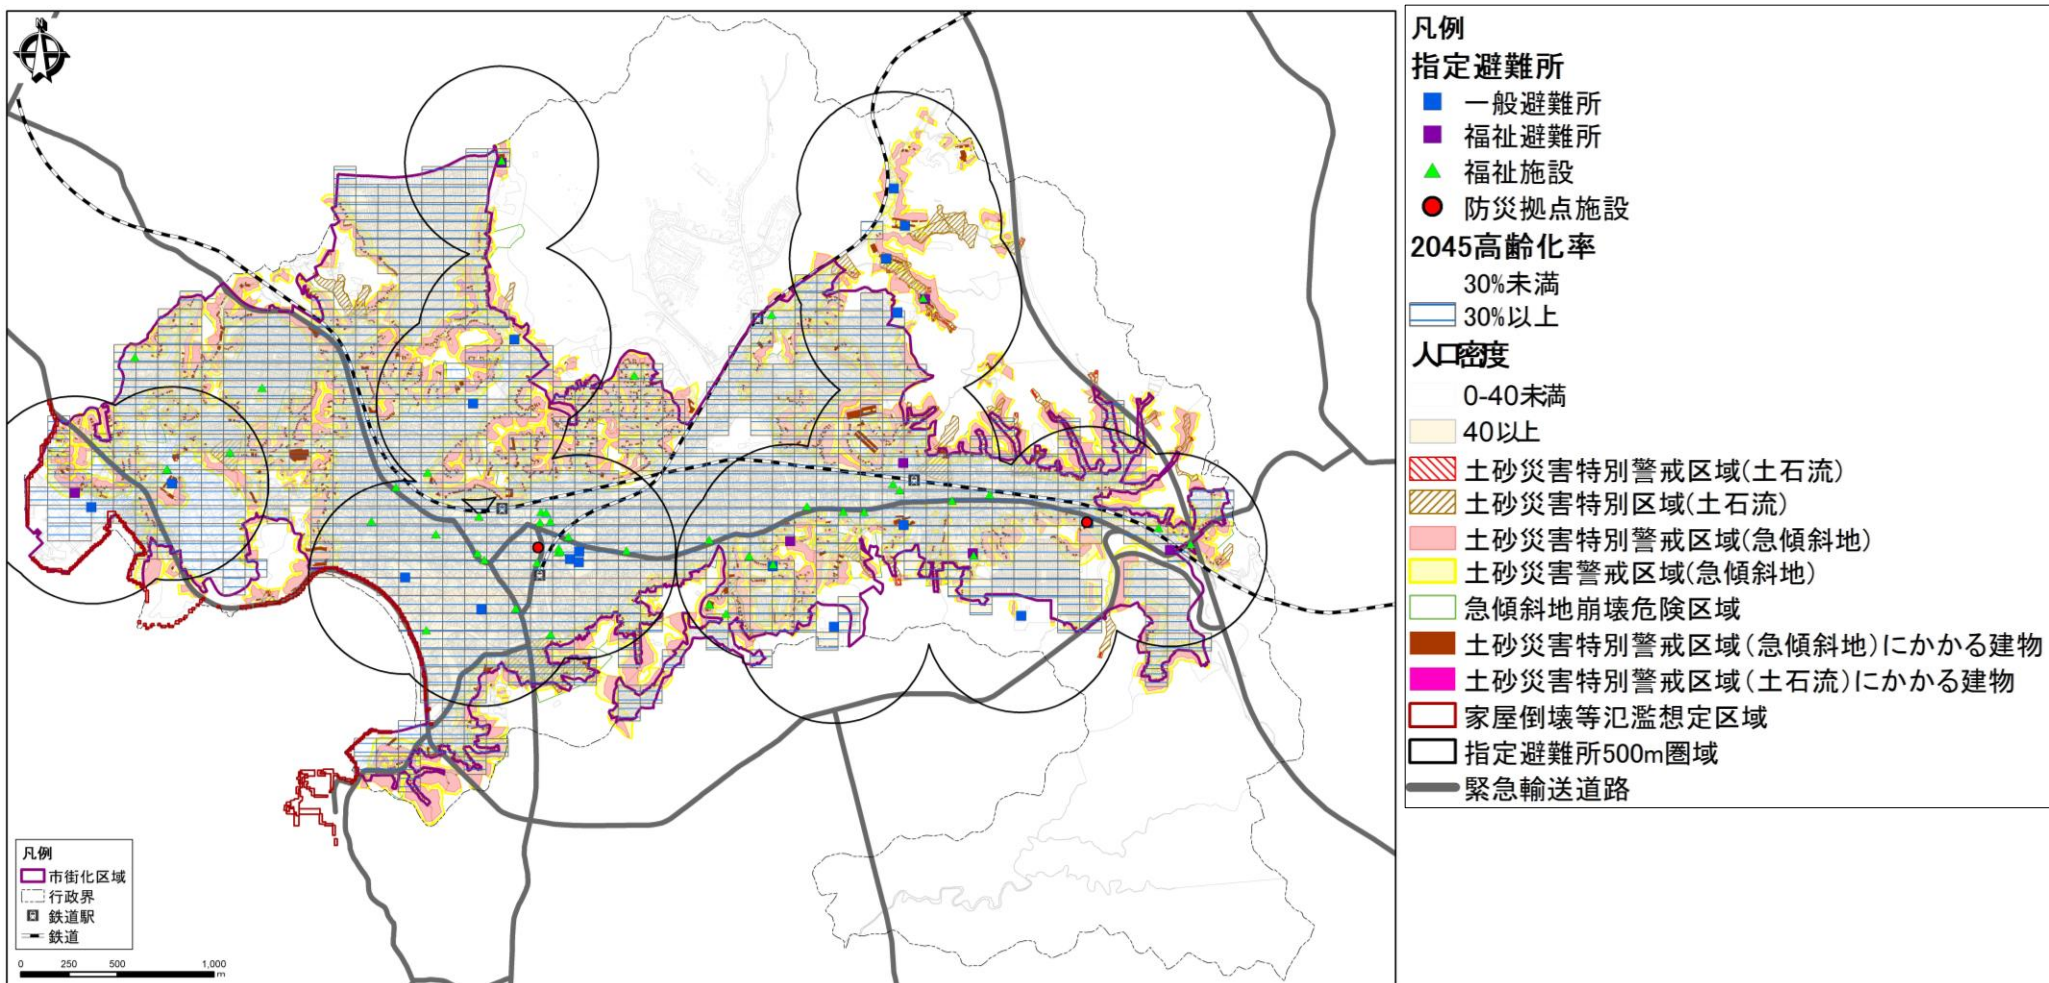 N
凡例
指定避難所
一般避難所
福祉避難所
福祉施設
防災拠点施設
2045高齢化率
30%未満
30%以上
人口密度
0-40未満
40以上
土砂災害特別警戒区域(土石流)
土砂災害特別区域(土石流)
土砂災害特別警戒区域(急傾斜地)
土砂災害警戒区域(急傾斜地)
急傾斜地崩壊危険区域
土砂災害特別警戒区域(急傾斜地)にかかる建物
土砂災害特別警戒区域(土石流)にかかる建物
家屋倒壊等氾濫想定区域
指定避難所500m圏域
緊急輸送道路
凡例
市街化区域
行政界
鉄道駅
鉄道
0 250 500 1,000
m